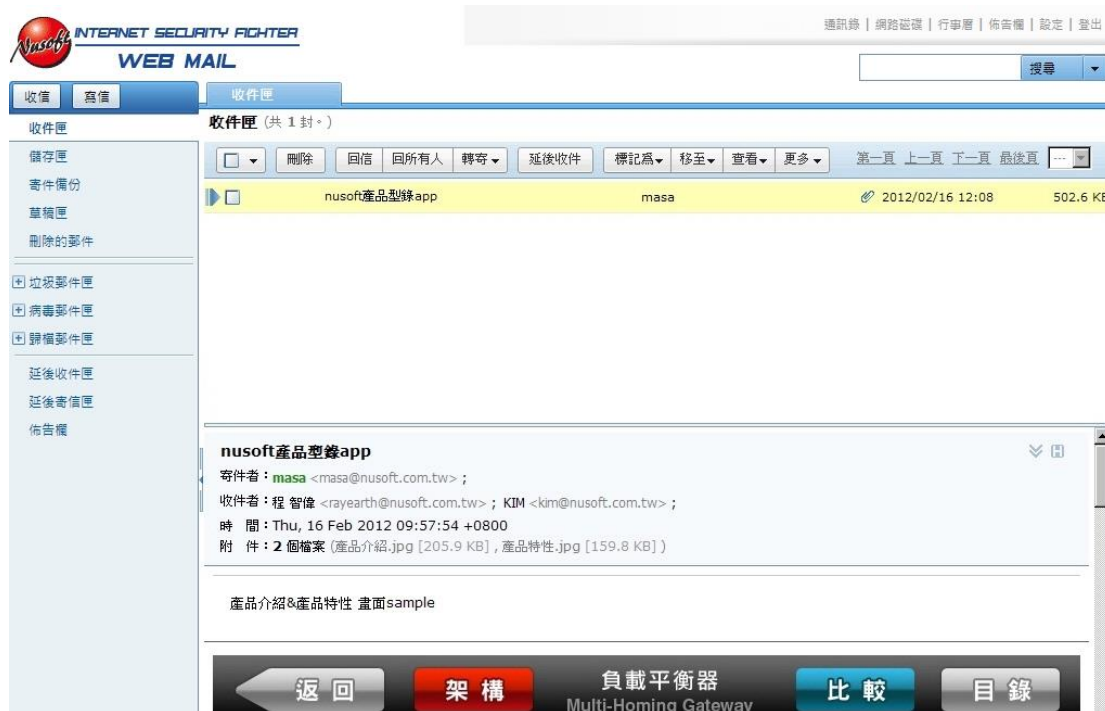 Nusoft INTERNET SECURITY FIGHTER
WEB MAIL
通訊錄 | 網路磁碟 | 行事曆 | 佈告欄 | 設定 | 登出
搜尋
收信 寫信
收件匣
收件匣 (共 1 封。)
收件匣
儲存匣
寄件備份
草稿匣
刪除的郵件
垃圾郵件匣
病毒郵件匣
歸檔郵件匣
延後收件匣
延後寄信匣
佈告欄
刪除 回信 回所有人 轉寄 延後收件 標記為 移至 查看 更多 第一頁 上一頁 下一頁 最後頁 ---
nusoft產品型錄app masa 2012/02/16 12:08 502.6 KB
nusoft產品型錄app
寄件者：masa <masa@nusoft.com.tw> ;
收件者：程 智偉 <rayearth@nusoft.com.tw> ; KIM <kim@nusoft.com.tw> ;
時 間：Thu, 16 Feb 2012 09:57:54 +0800
附 件：2 個檔案 (產品介紹.jpg [205.9 KB] , 產品特性.jpg [159.8 KB] )
產品介紹&產品特性 畫面sample
返回 架構 負載平衡器 比較 目錄
Multi-Homing Gateway